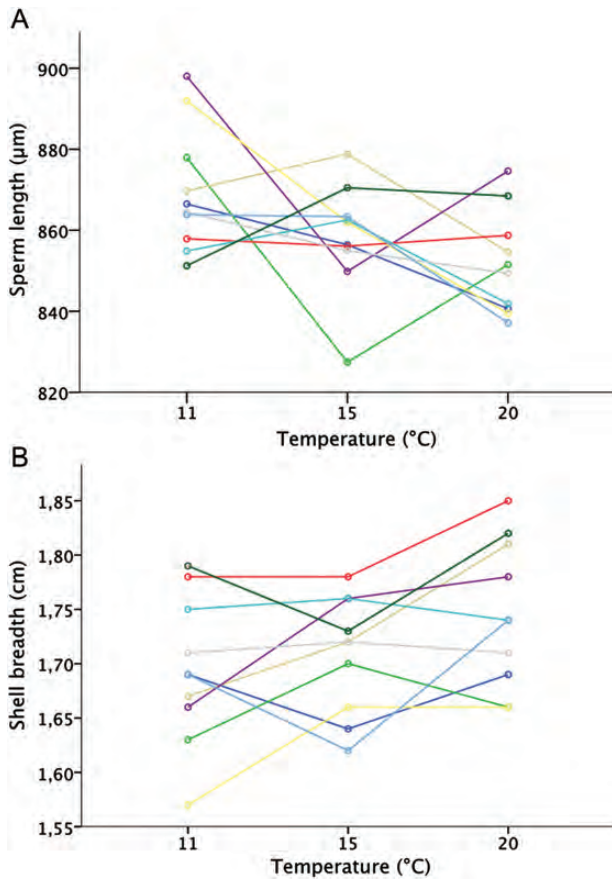 A
Sperm length (µm)
900
880
860
840
820
11 15 20
Temperature (°C)
B
Shell breadth (cm)
1,85
1,80
1,75
1,70
1,65
1,60
1,55
11 15 20
Temperature (°C)